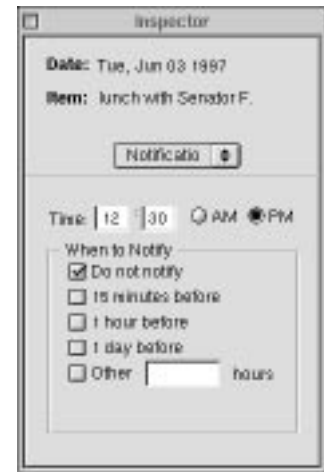 Inspector
Date: Tue, Jun 03 1997
Item: lunch with Senator F.
Notificatio
Time: 12 : 30 AM PM
When to Notify
Do not notify
15 minutes before
1 hour before
1 day before
Other hours